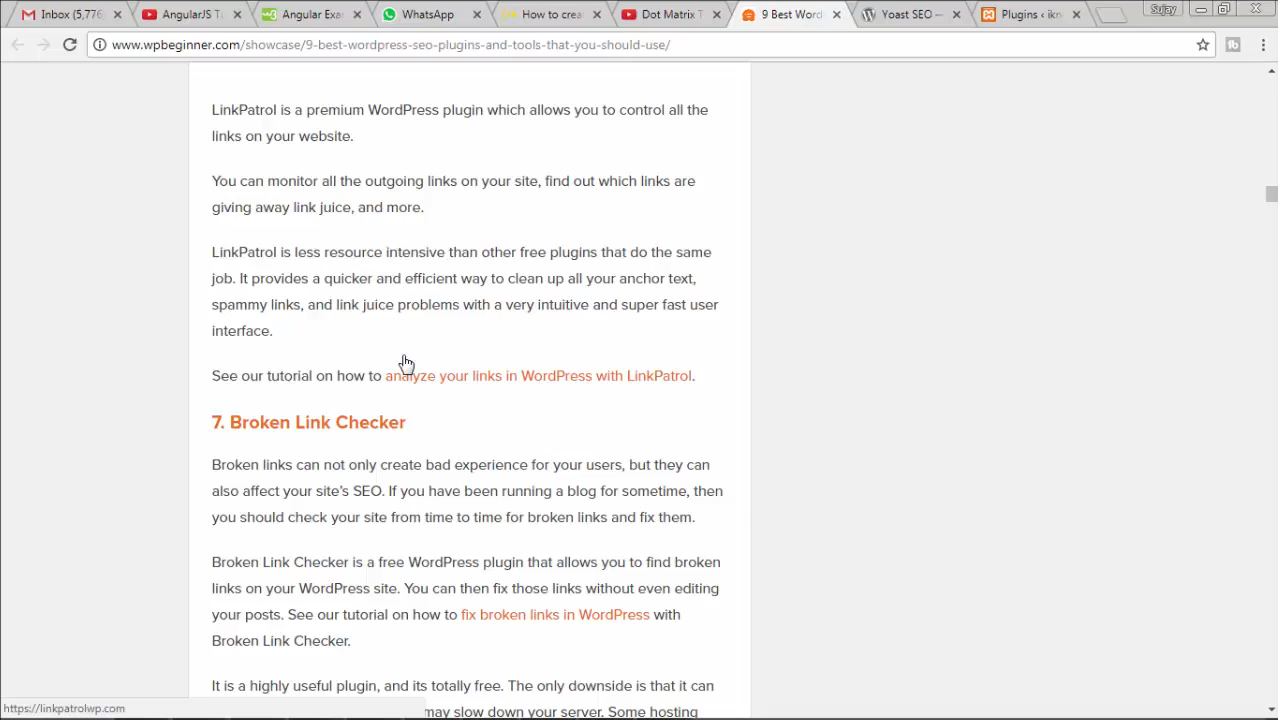 Inbox (5,776
AngularJS T
Angular Exa
WhatsApp
How to crea
Dot Matrix T
9 Best Word
Yoast SEO —
Plugins ‹ ikn
Sujay
www.wpbeginner.com/showcase/9-best-wordpress-seo-plugins-and-tools-that-you-should-use/
LinkPatrol is a premium WordPress plugin which allows you to control all the
links on your website.
You can monitor all the outgoing links on your site, find out which links are
giving away link juice, and more.
LinkPatrol is less resource intensive than other free plugins that do the same
job. It provides a quicker and efficient way to clean up all your anchor text,
spammy links, and link juice problems with a very intuitive and super fast user
interface.
See our tutorial on how to analyze your links in WordPress with LinkPatrol.
7. Broken Link Checker
Broken links can not only create bad experience for your users, but they can
also affect your site's SEO. If you have been running a blog for sometime, then
you should check your site from time to time for broken links and fix them.
Broken Link Checker is a free WordPress plugin that allows you to find broken
links on your WordPress site. You can then fix those links without even editing
your posts. See our tutorial on how to fix broken links in WordPress with
Broken Link Checker.
It is a highly useful plugin, and its totally free. The only downside is that it can
may slow down your server. Some hosting
https://linkpatrolwp.com